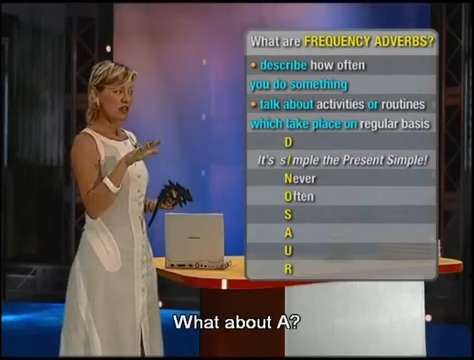 What are FREQUENCY ADVERBS?
• describe how often
you do something
• talk about activities or routines
which take place on regular basis
D
It's sImple the Present Simple!
Never
Often
S
A
U
R
What about A?